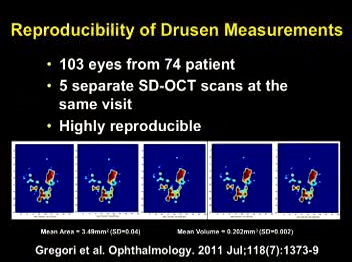 Reproducibility of Drusen Measurements
• 103 eyes from 74 patient
• 5 separate SD-OCT scans at the
same visit
• Highly reproducible
Mean Area = 3.49mm² (SD=0.04) Mean Volume = 0.202mm³ (SD=0.002)
Gregori et al. Ophthalmology. 2011 Jul;118(7):1373-9